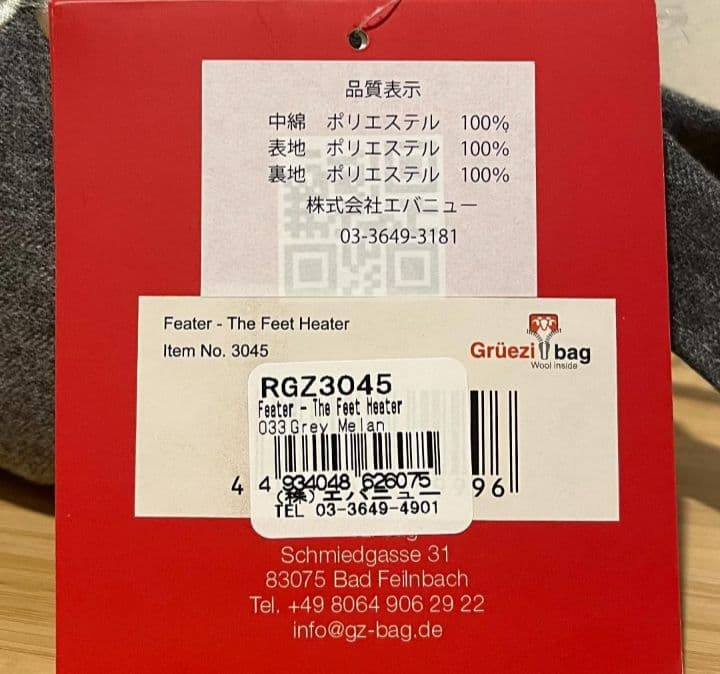 品質表示
中綿 ポリエステル 100%
表地 ポリエステル 100%
裏地 ポリエステル 100%
株式会社エバニュー
03-3649-3181
Feater - The Feet Heater
Item No. 3045
Grüezi bag
Wool inside
RGZ3045
Feater - The Feet Heater
033 Grey Melan
4 934048 626075
(株)エバニュー
TEL 03-3649-4901
4
96
Schmiedgasse 31
83075 Bad Feilnbach
Tel. +49 8064 906 29 22
info@gz-bag.de